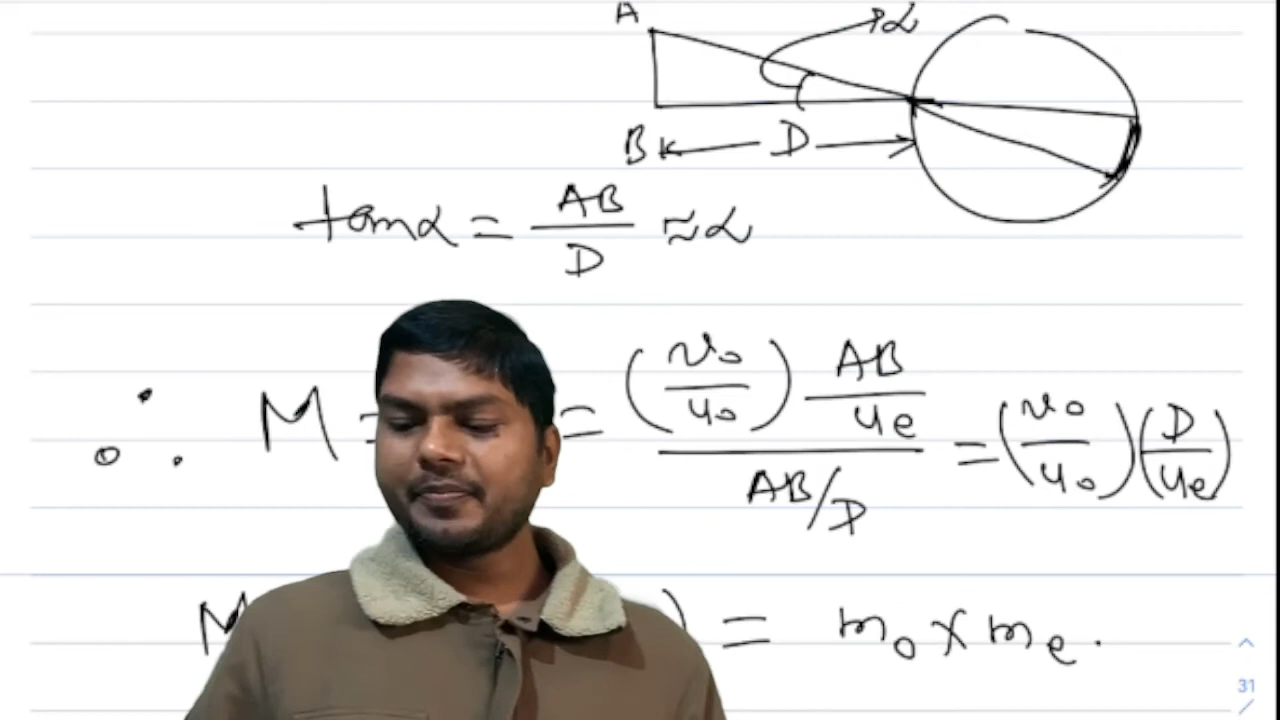 A
α
B
D
tanα = AB/D ≈ α
∴ M = = (v₀/u₀) AB/uₑ / AB/D = (v₀/u₀)(D/uₑ)
M ) = m₀ × mₑ.
31